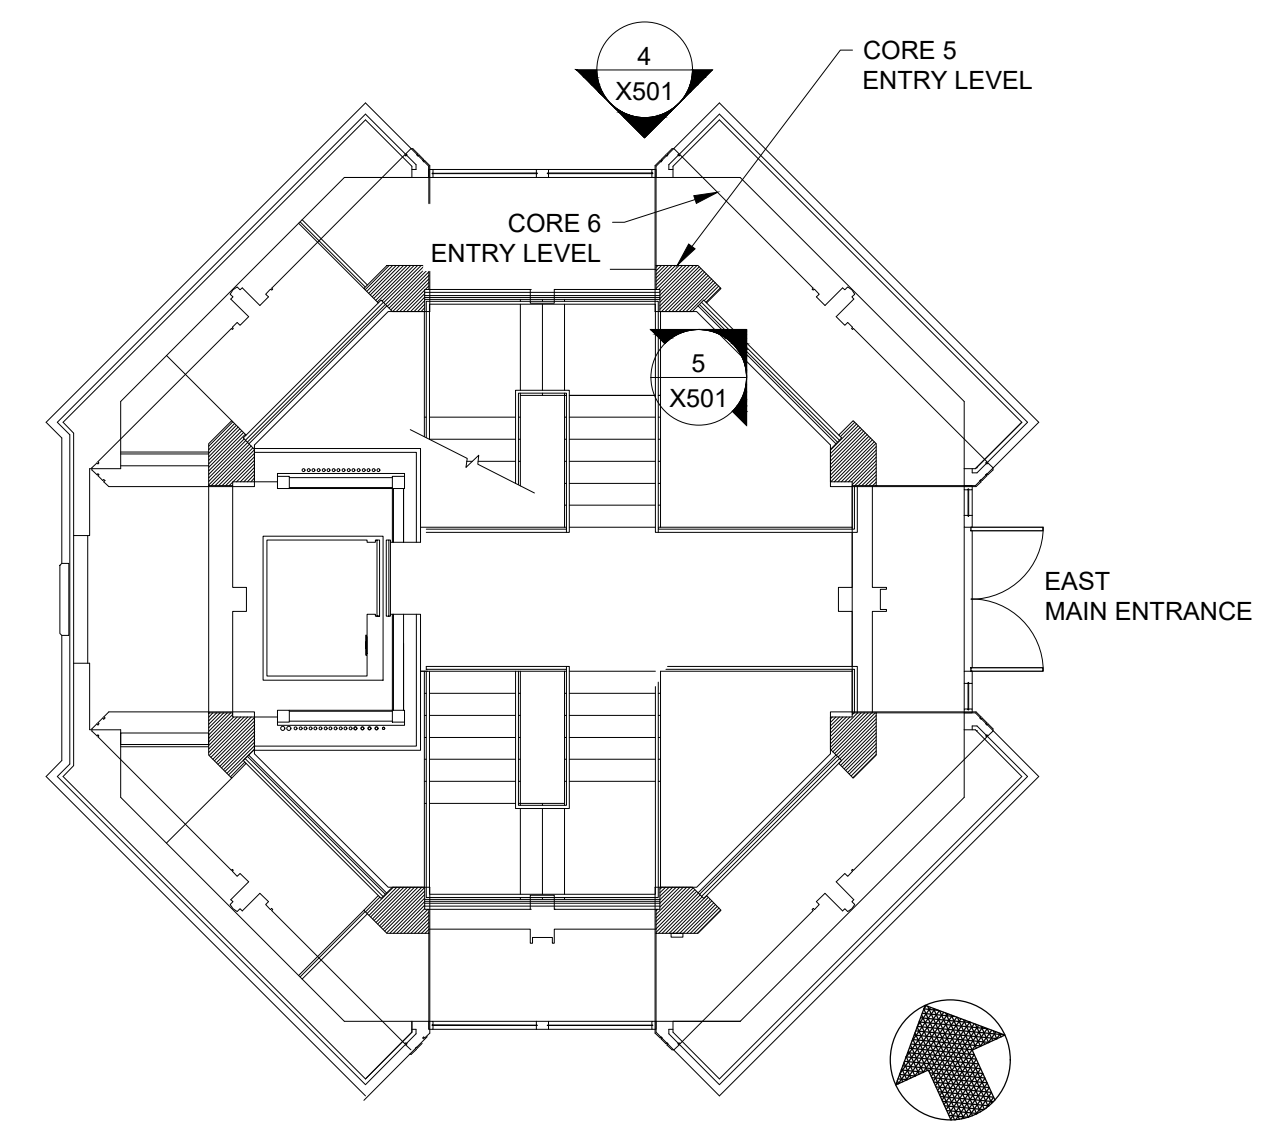 4
X501
CORE 5
ENTRY LEVEL
CORE 6
ENTRY LEVEL
5
X501
EAST
MAIN ENTRANCE